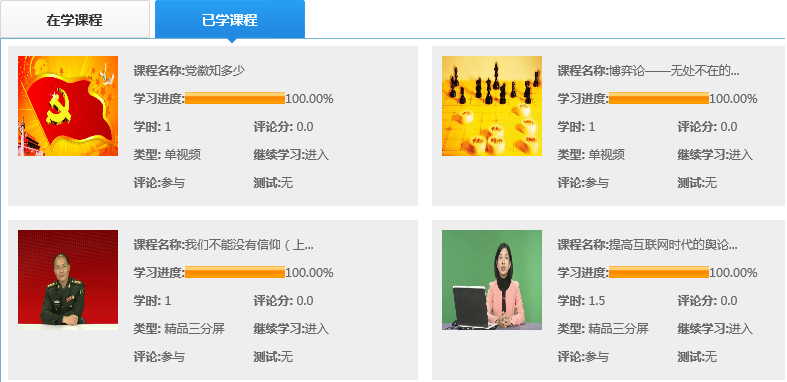 在学课程
已学课程
课程名称:党徽知多少
学习进度:100.00%
学时: 1 评论分: 0.0
类型: 单视频 继续学习:进入
评论:参与 测试:无
课程名称:博弈论——无处不在的...
学习进度:100.00%
学时: 1 评论分: 0.0
类型: 单视频 继续学习:进入
评论:参与 测试:无
课程名称:我们不能没有信仰（上...
学习进度:100.00%
学时: 1 评论分: 0.0
类型: 精品三分屏 继续学习:进入
评论:参与 测试:无
课程名称:提高互联网时代的舆论...
学习进度:100.00%
学时: 1.5 评论分: 0.0
类型: 精品三分屏 继续学习:进入
评论:参与 测试:无